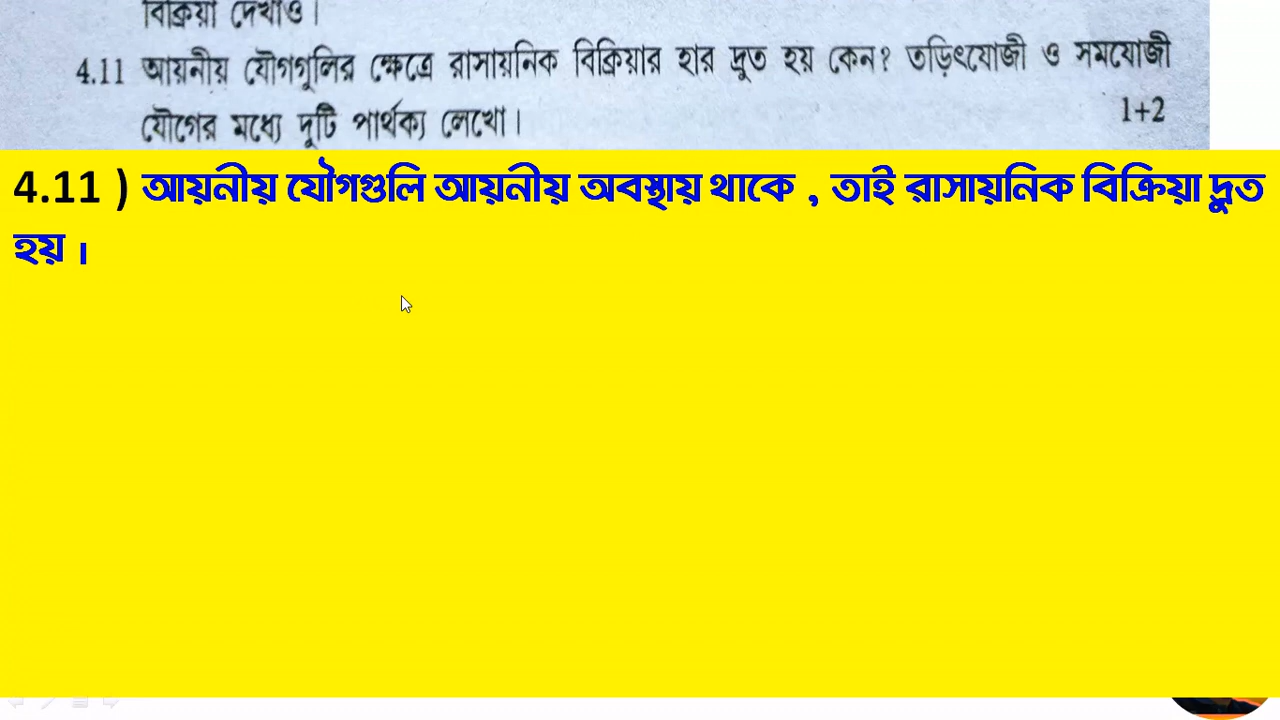 বিক্রিয়া দেখাও।
4.11 আয়নীয় যৌগগুলির ক্ষেত্রে রাসায়নিক বিক্রিয়ার হার দ্রুত হয় কেন? তড়িৎযোজী ও সমযোজী
যৌগের মধ্যে দুটি পার্থক্য লেখো। 1+2
4.11 ) আয়নীয় যৌগগুলি আয়নীয় অবস্থায় থাকে , তাই রাসায়নিক বিক্রিয়া দ্রুত
হয় ।